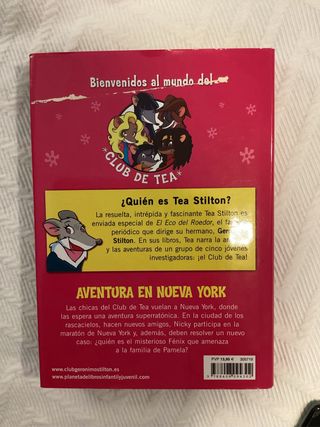 Bienvenidos al mundo del
CLUB DE TEA
¿Quién es Tea Stilton?
La resuelta, intrépida y fascinante Tea Stilton es
enviada especial de El Eco del Roedor, el
periódico que dirige su hermano,
Stilton. En sus libros, Tea narra la
y las aventuras de un grupo de cinco jóvenes
investigadoras: ¡el Club de Tea!
AVENTURA EN NUEVA YORK
Las chicas del Club de Tea vuelan a Nueva York, donde
las espera una aventura superratónica. En la ciudad de los
rascacielos, hacen nuevos amigos, Nicky participa en la
maratón de Nueva York y, además, deben resolver un nuevo
caso: ¿quién es el misterioso Fénix que amenaza
a la familia de Pamela?
PVP 13,95 €
www.clubgeronimostilton.es
www.planetadelibrosinfantilyjuvenil.com